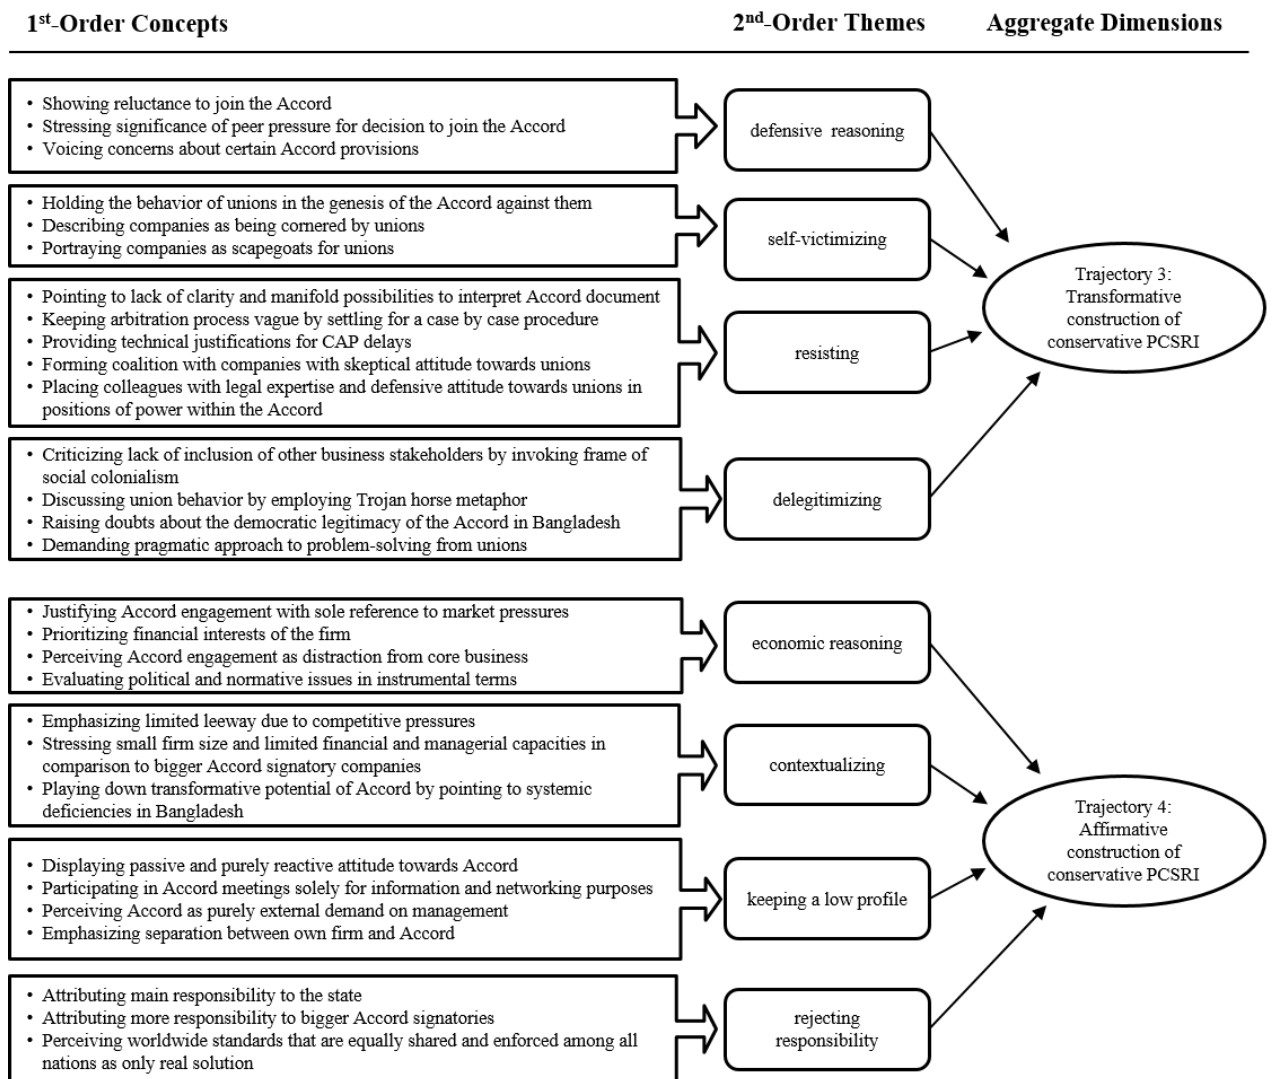 1st-Order Concepts
2nd-Order Themes
Aggregate Dimensions
• Showing reluctance to join the Accord
• Stressing significance of peer pressure for decision to join the Accord
• Voicing concerns about certain Accord provisions
defensive reasoning
• Holding the behavior of unions in the genesis of the Accord against them
• Describing companies as being cornered by unions
• Portraying companies as scapegoats for unions
self-victimizing
• Pointing to lack of clarity and manifold possibilities to interpret Accord document
• Keeping arbitration process vague by settling for a case by case procedure
• Providing technical justifications for CAP delays
• Forming coalition with companies with skeptical attitude towards unions
• Placing colleagues with legal expertise and defensive attitude towards unions in
positions of power within the Accord
resisting
• Criticizing lack of inclusion of other business stakeholders by invoking frame of
social colonialism
• Discussing union behavior by employing Trojan horse metaphor
• Raising doubts about the democratic legitimacy of the Accord in Bangladesh
• Demanding pragmatic approach to problem-solving from unions
delegitimizing
Trajectory 3:
Transformative
construction of
conservative PCSRI
• Justifying Accord engagement with sole reference to market pressures
• Prioritizing financial interests of the firm
• Perceiving Accord engagement as distraction from core business
• Evaluating political and normative issues in instrumental terms
economic reasoning
• Emphasizing limited leeway due to competitive pressures
• Stressing small firm size and limited financial and managerial capacities in
comparison to bigger Accord signatory companies
• Playing down transformative potential of Accord by pointing to systemic
deficiencies in Bangladesh
contextualizing
• Displaying passive and purely reactive attitude towards Accord
• Participating in Accord meetings solely for information and networking purposes
• Perceiving Accord as purely external demand on management
• Emphasizing separation between own firm and Accord
keeping a low profile
• Attributing main responsibility to the state
• Attributing more responsibility to bigger Accord signatories
• Perceiving worldwide standards that are equally shared and enforced among all
nations as only real solution
rejecting
responsibility
Trajectory 4:
Affirmative
construction of
conservative PCSRI